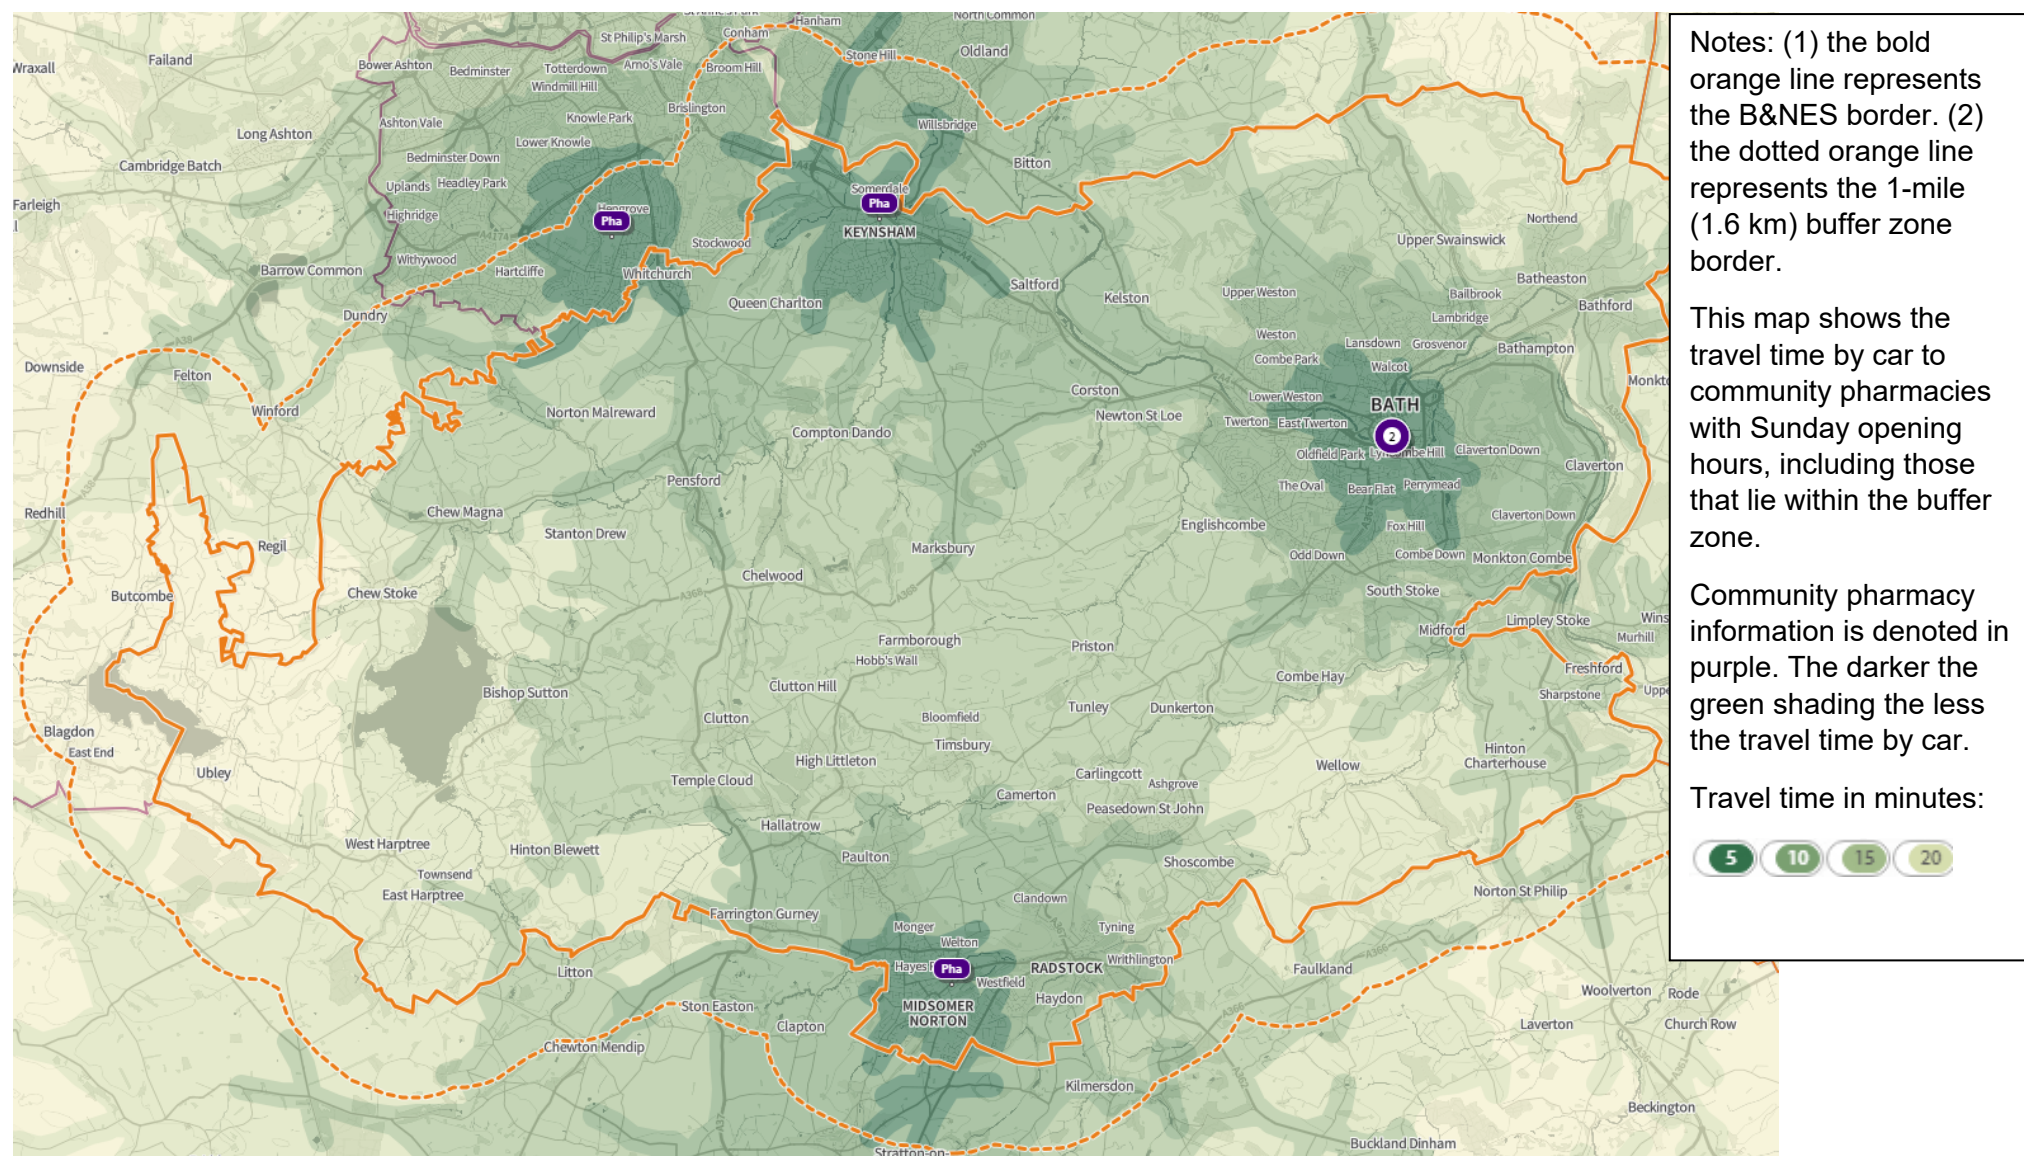 St Philip's Marsh
Conham
Hanham
North Common
Failand
Bower Ashton
Bedminster
Totterdown
Arno's Vale
Broom Hill
Stone Hill
Oldland
Wraxall
Windmill Hill
Brislington
Long Ashton
Ashton Vale
Knowle Park
Willsbridge
Lower Knowle
Cambridge Batch
Bedminster Down
Bitton
Uplands
Headley Park
Somerdale
Farleigh
Highridge
Hengrove
Pha
Pha
KEYNSHAM
Northend
Stockwood
Upper Swainswick
Barrow Common
Withywood
Hartcliffe
Whitchurch
A4174
Saltford
Batheaston
Queen Charlton
Kelston
Upper Weston
Bailbrook
Bathford
Dundry
Lambridge
Weston
Lansdown
Grosvenor
Bathampton
A38
Downside
Felton
Combe Park
Walcot
Corston
Lower Weston
BATH
Winford
Norton Malreward
Newton St Loe
Twerton
East Twerton
Compton Dando
2
Oldfield Park
Claverton Down
Claverton
Pensford
The Oval
Bear Flat
Perrymead
Redhill
Chew Magna
Englishcombe
Fox Hill
Claverton Down
Stanton Drew
Regil
Marksbury
Odd Down
Combe Down
Monkton Combe
Chelwood
Butcombe
Chew Stoke
A368
South Stoke
Limpley Stoke
Midford
Murhill
Farmborough
Priston
Hobb's Wall
Freshford
Bishop Sutton
Clutton Hill
Combe Hay
Sharpstone
Clutton
Bloomfield
Tunley
Dunkerton
Blagdon
East End
Timsbury
Hinton
Charterhouse
High Littleton
Wellow
Ubley
Temple Cloud
Carlingcott
Ashgrove
Camerton
Peasedown St John
Hallatrow
West Harptree
Hinton Blewett
Paulton
Shoscombe
Townsend
East Harptree
Clandown
Norton St Philip
Farrington Gurney
Monger
Tyning
Welton
Litton
Pha
RADSTOCK
Writhlington
Westfield
Faulkland
Haydon
Ston Easton
MIDSOMER
NORTON
Woolverton
Rode
Clapton
Laverton
Church Row
Chewton Mendip
Kilmersdon
Beckington
Buckland Dinham
Stratton-on-
Notes: (1) the bold
orange line represents
the B&NES border. (2)
the dotted orange line
represents the 1-mile
(1.6 km) buffer zone
border.
This map shows the
travel time by car to
community pharmacies
with Sunday opening
hours, including those
that lie within the buffer
zone.
Community pharmacy
information is denoted in
purple. The darker the
green shading the less
the travel time by car.
Travel time in minutes:
5 10 15 20